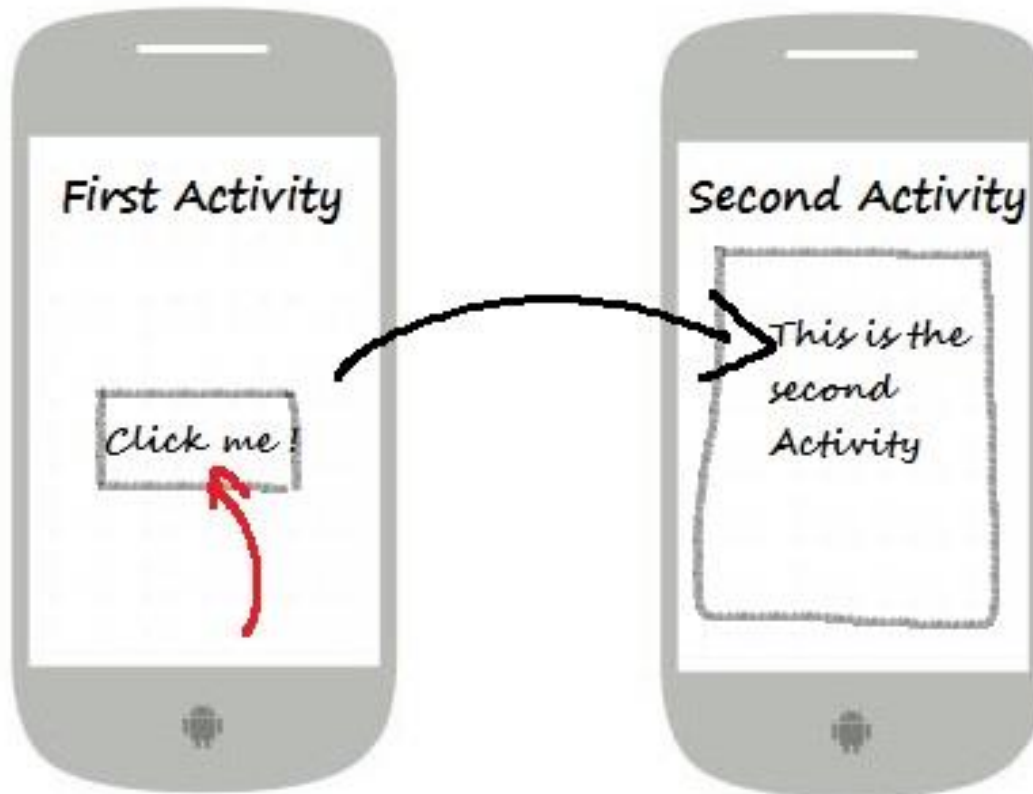 First Activity
Click me !
Second Activity
This is the
second
Activity